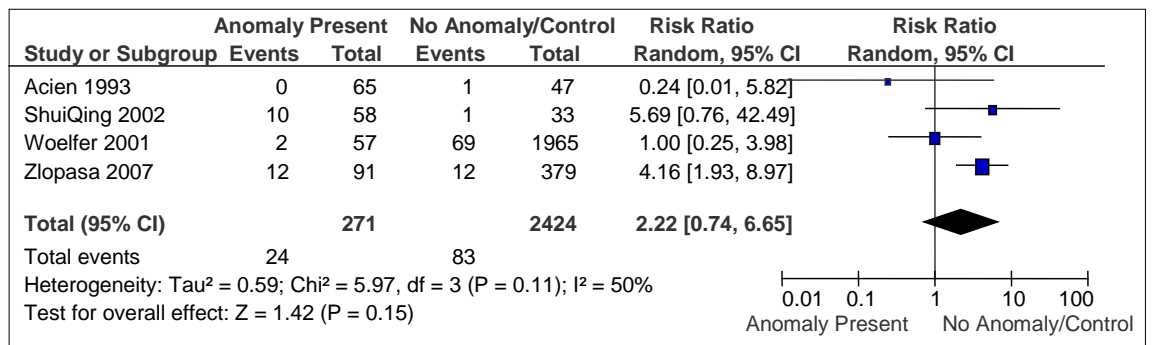 Anomaly Present No Anomaly/Control Risk Ratio Risk Ratio
Study or Subgroup Events Total Events Total Random, 95% CI Random, 95% CI
Acien 1993 0 65 1 47 0.24 [0.01, 5.82]
ShuiQing 2002 10 58 1 33 5.69 [0.76, 42.49]
Woelfer 2001 2 57 69 1965 1.00 [0.25, 3.98]
Zlopasa 2007 12 91 12 379 4.16 [1.93, 8.97]
Total (95% CI) 271 2424 2.22 [0.74, 6.65]
Total events 24 83
Heterogeneity: Tau² = 0.59; Chi² = 5.97, df = 3 (P = 0.11); I² = 50%
Test for overall effect: Z = 1.42 (P = 0.15)
0.01 0.1 1 10 100
Anomaly Present No Anomaly/Control